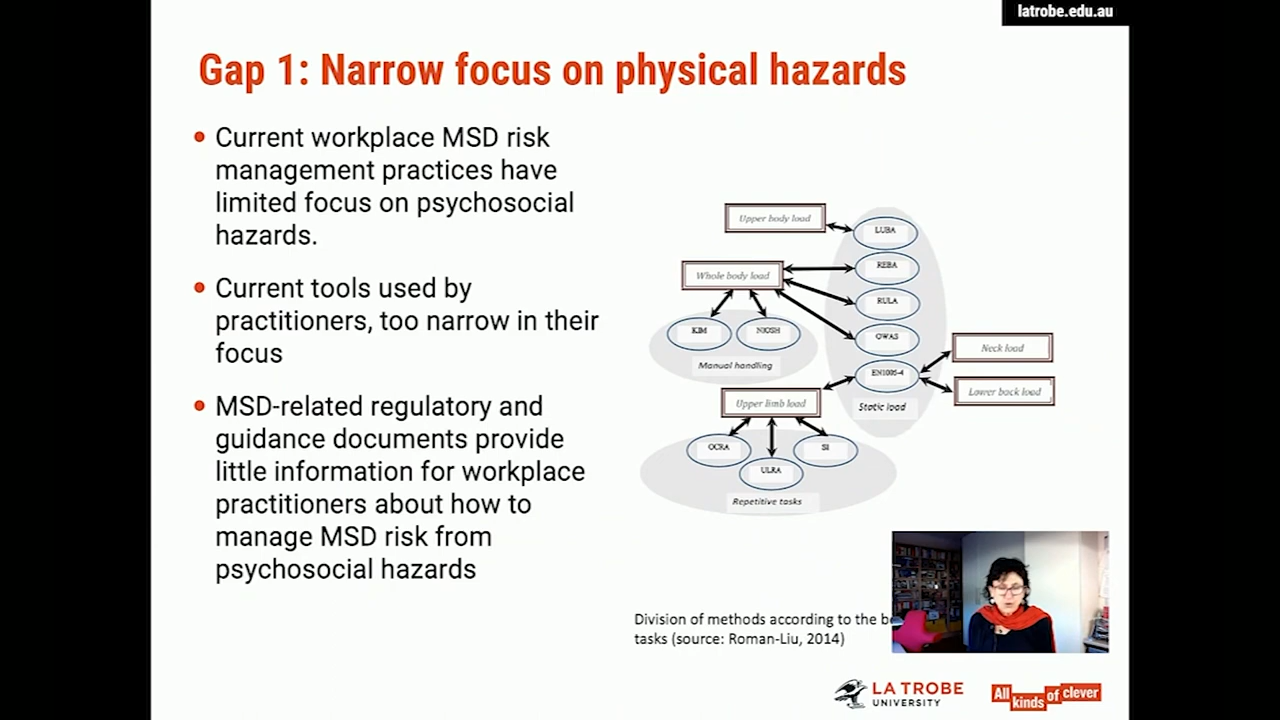 latrobe.edu.au
Gap 1: Narrow focus on physical hazards
• Current workplace MSD risk
management practices have
limited focus on psychosocial
hazards.
• Current tools used by
practitioners, too narrow in their
focus
• MSD-related regulatory and
guidance documents provide
little information for workplace
practitioners about how to
manage MSD risk from
psychosocial hazards
Upper body load
LUBA
Whole body load
REBA
RULA
KIM
NIOSH
OWAS
Manual handling
Neck load
EN1005-4
Lower back load
Upper limb load
Static load
OCRA
SI
ULRA
Repetitive tasks
Division of methods according to the
tasks (source: Roman-Liu, 2014)
LA TROBE
UNIVERSITY
All kinds of clever